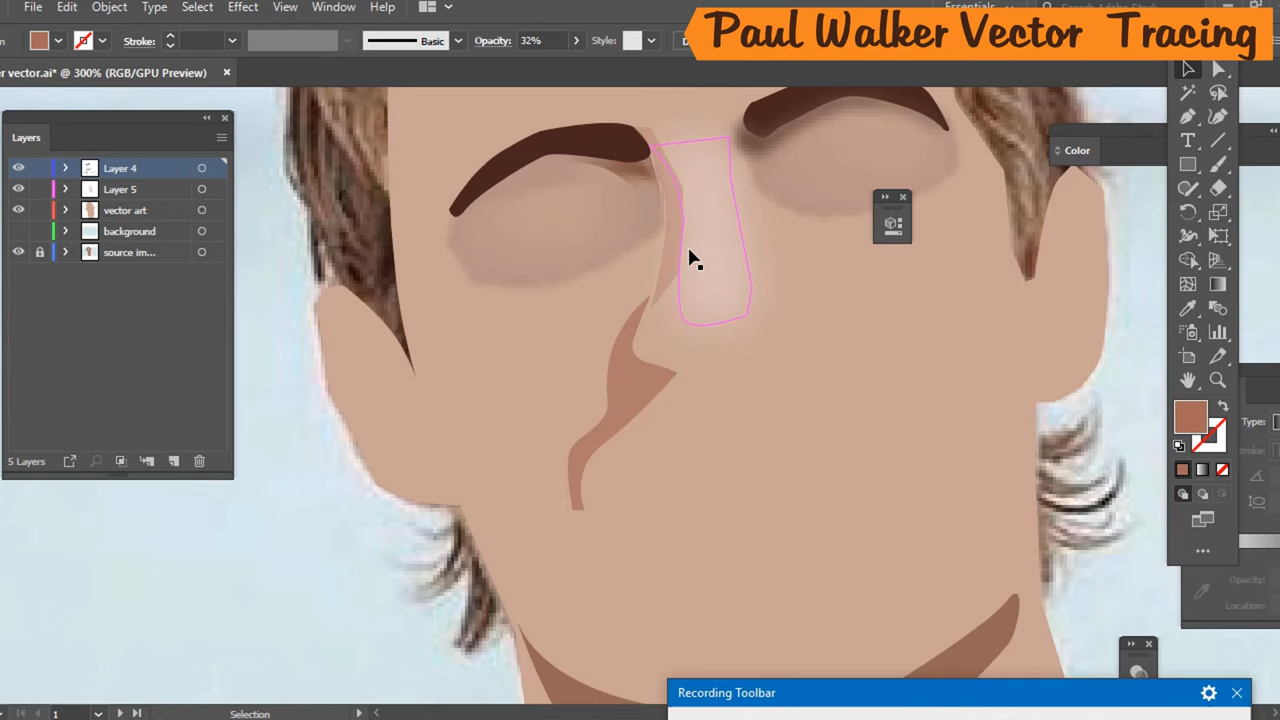 File Edit Object Type Select Effect View Window Help
Paul Walker Vector Tracing
Stroke: Basic Opacity: 32% Style:
vector.ai* @ 300% (RGB/GPU Preview) ×
Layers
Layer 4
Layer 5
vector art
background
source im...
5 Layers
Color
Type:
Opacity:
Location:
Recording Toolbar
1 Selection